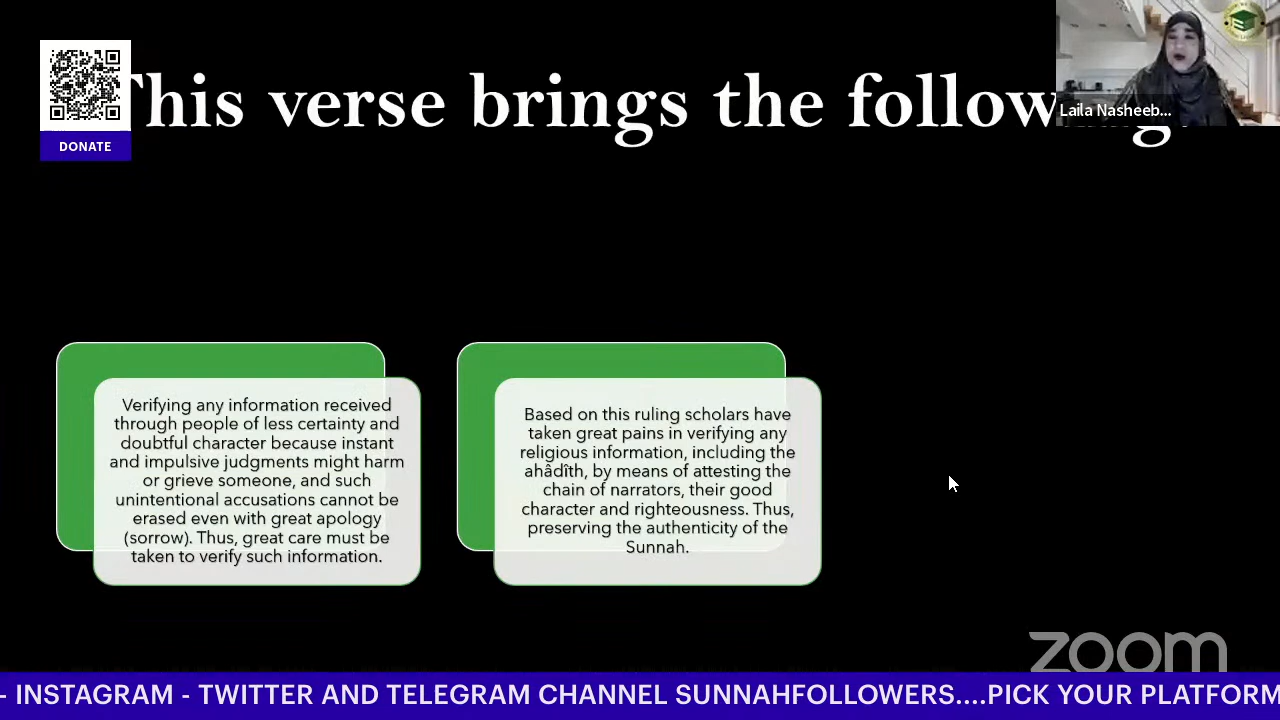 This verse brings the following:
DONATE
Laila Nasheeb...
Verifying any information received
through people of less certainty and
doubtful character because instant
and impulsive judgments might harm
or grieve someone, and such
unintentional accusations cannot be
erased even with great apology
(sorrow). Thus, great care must be
taken to verify such information.
Based on this ruling scholars have
taken great pains in verifying any
religious information, including the
ahâdîth, by means of attesting the
chain of narrators, their good
character and righteousness. Thus,
preserving the authenticity of the
Sunnah.
zoom
- INSTAGRAM - TWITTER AND TELEGRAM CHANNEL SUNNAHFOLLOWERS....PICK YOUR PLATFORM